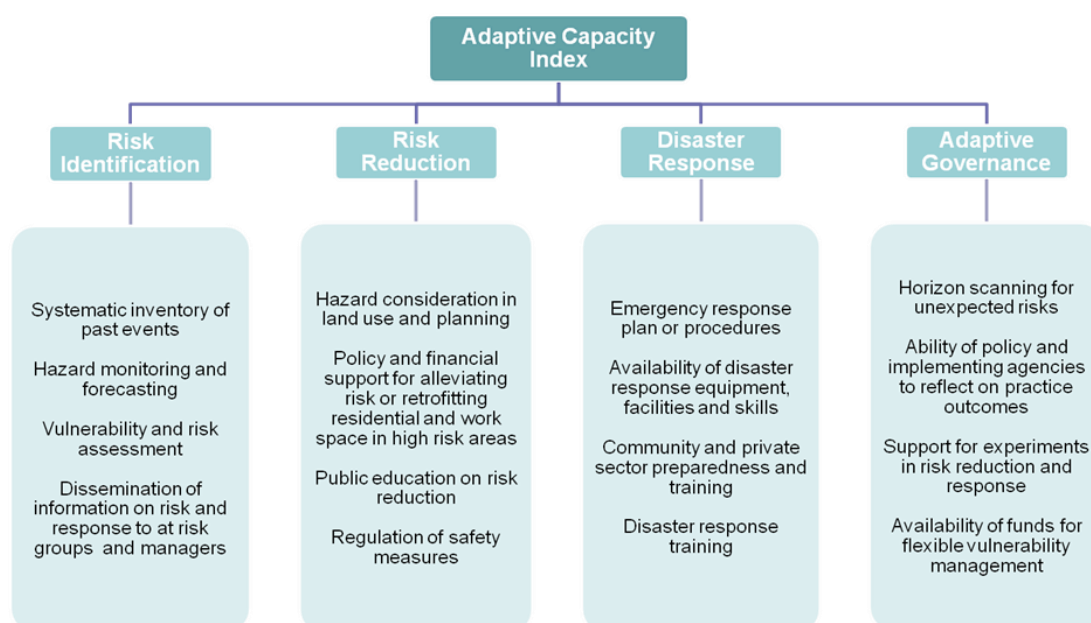 Adaptive Capacity
Index
Risk
Identification
Risk
Reduction
Disaster
Response
Adaptive
Governance
Systematic inventory of
past events
Hazard monitoring and
forecasting
Vulnerability and risk
assessment
Dissemination of
information on risk and
response to at risk
groups and managers
Hazard consideration in
land use and planning
Policy and financial
support for alleviating
risk or retrofitting
residential and work
space in high risk areas
Public education on risk
reduction
Regulation of safety
measures
Emergency response
plan or procedures
Availability of disaster
response equipment,
facilities and skills
Community and private
sector preparedness and
training
Disaster response
training
Horizon scanning for
unexpected risks
Ability of policy and
implementing agencies
to reflect on practice
outcomes
Support for experiments
in risk reduction and
response
Availability of funds for
flexible vulnerability
management